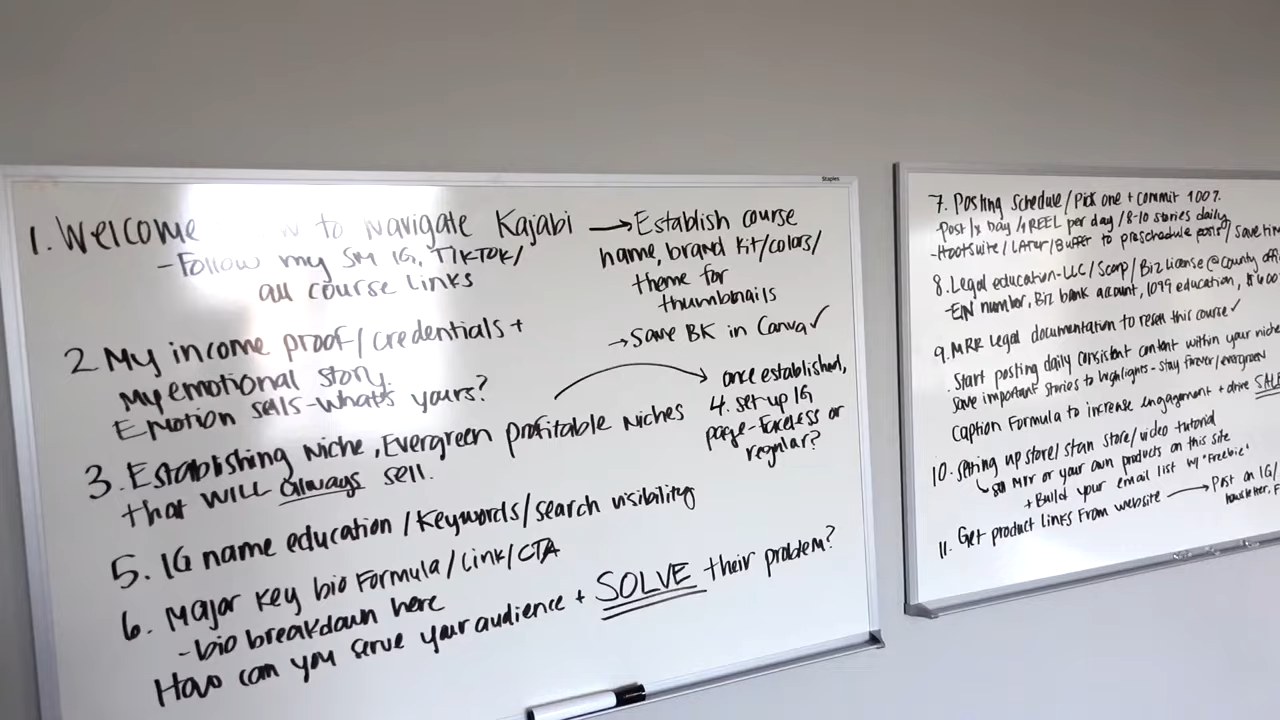 Staples
1. Welcome to navigate Kajabi → Establish course
name, brand kit/colors/
theme for
thumbnails
- Follow my SM IG, TikTok/
all course links
→ Save BK in Canva ✓
2 My income proof/credentials +
My emotional story
Emotion sells - what's yours?
3. Establishing Niche, Evergreen profitable niches
that will always sell.
once established,
4. set up IG
page - faceless or
regular?
5. IG name education/keywords/search visibility
6. Major key bio formula/link/CTA
- bio breakdown here
How can you serve your audience + SOLVE their problem?
7. Posting schedule/Pick one + commit 100%.
-Post/x Day/1 REEL per day/8-10 stories daily
-Hootsuite/Later/Buffer to preschedule posts/save
8. Legal education-LLC/Scorp/Biz License @ county
-EIN number, Biz bank account, 1099 education,
9. MRR Legal documentation to resell this course ✓
. Start posting daily consistent content within your niche
save important stories to highlights - stay forever/evergreen
Caption Formula to increase engagement + drive
10. Setting up store/stan store/video tutorial
MRR or your own products on this site
+ Build your email list w/ "Freebie"
11. Get product links from website → Post on IG/
newsletter,